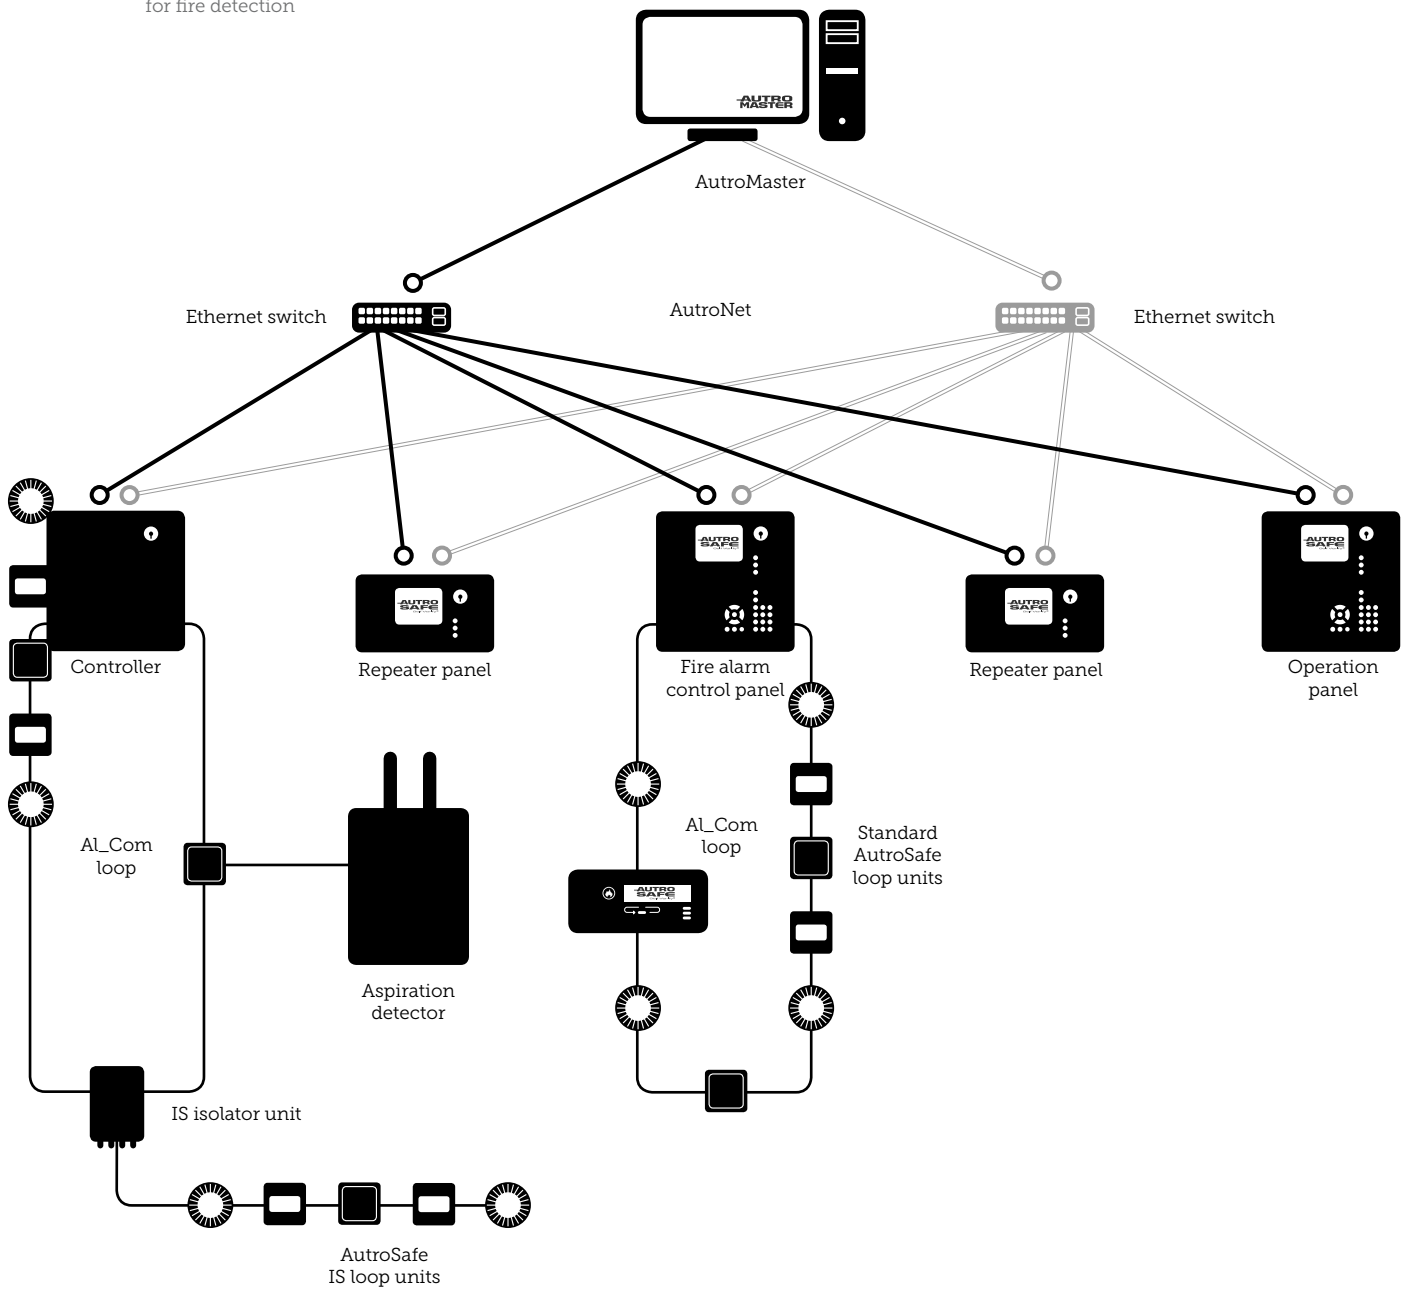 for fire detection
AUTRO
MASTER
AutroMaster
Ethernet switch
AutroNet
Ethernet switch
AUTRO
SAFE
AUTRO
SAFE
AUTRO
SAFE
AUTRO
SAFE
Controller
Repeater panel
Fire alarm
control panel
Repeater panel
Operation
panel
Al_Com
loop
Al_Com
loop
Standard
AutroSafe
loop units
AUTRO
SAFE
Aspiration
detector
IS isolator unit
AutroSafe
IS loop units